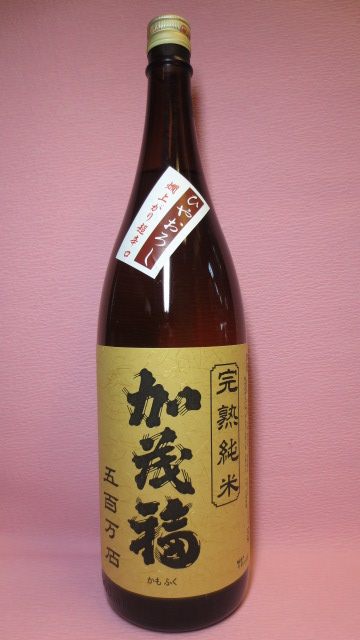 ひやおろし
燗上がり超辛口
完熟純米
加茂福
五百万石
かもふく